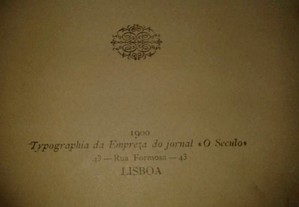 1900
Typographia da Empreza do jornal «O Seculo»
43 — Rua Formosa — 43
LISBOA